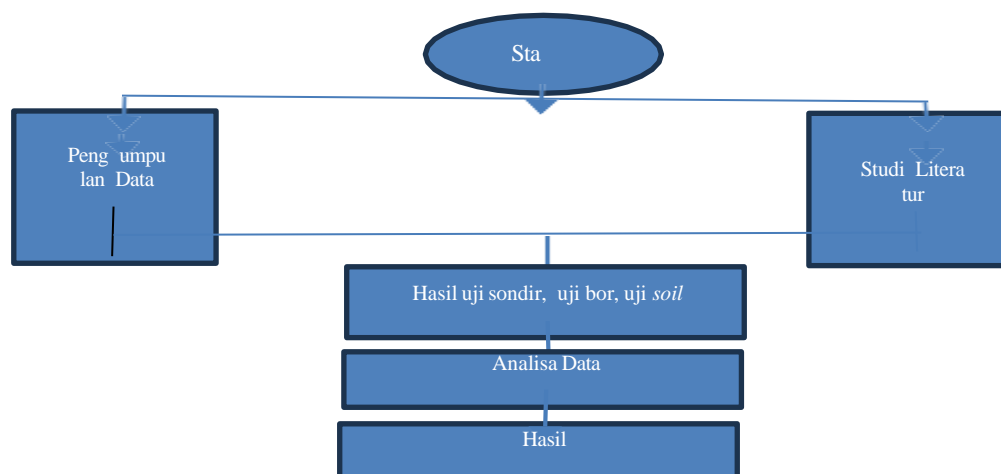 Sta
Peng umpu
lan Data
Studi Litera
tur
Hasil uji sondir, uji bor, uji soil
Analisa Data
Hasil